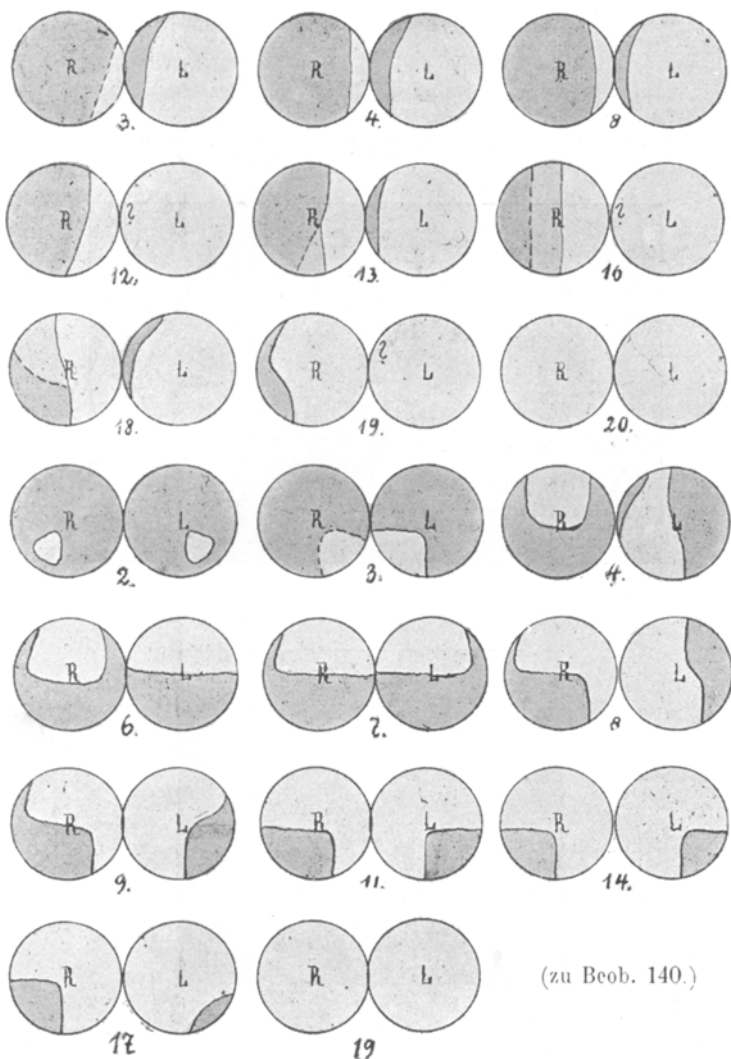 R L R L R L
3. 4. 8
R ? L R L R ? L
12. 13. 16
R L R ? L R L
18. 19. 20.
R L R L R L
2. 3. 4.
R L R L R L
6. 7. 8
R L R L R L
9. 11. 14.
R L R L (zu Beob. 140.)
17 19